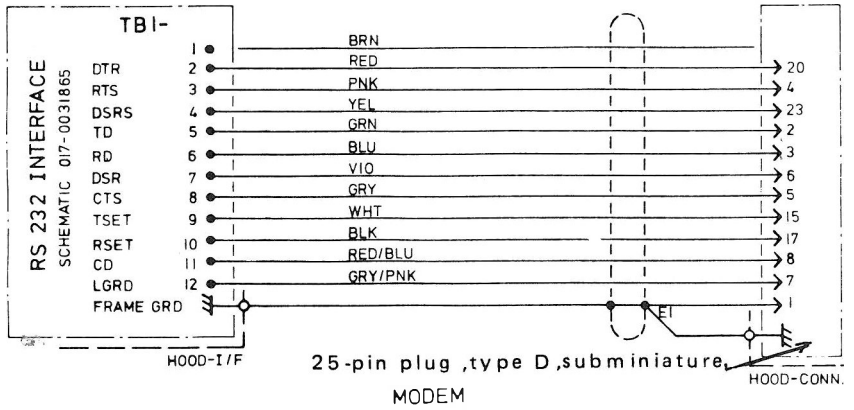 TB1-
1 BRN
DTR 2 RED 20
RTS 3 PNK 4
DSRS 4 YEL 23
TD 5 GRN 2
RD 6 BLU 3
DSR 7 VIO 6
CTS 8 GRY 5
TSET 9 WHT 15
RSET 10 BLK 17
CD 11 RED/BLU 8
LGRD 12 GRY/PNK 7
FRAME GRD E1 1
RS 232 INTERFACE
SCHEMATIC 017-0031865
HOOD-I/F
25-pin plug ,type D,subminiature,
HOOD-CONN.
MODEM